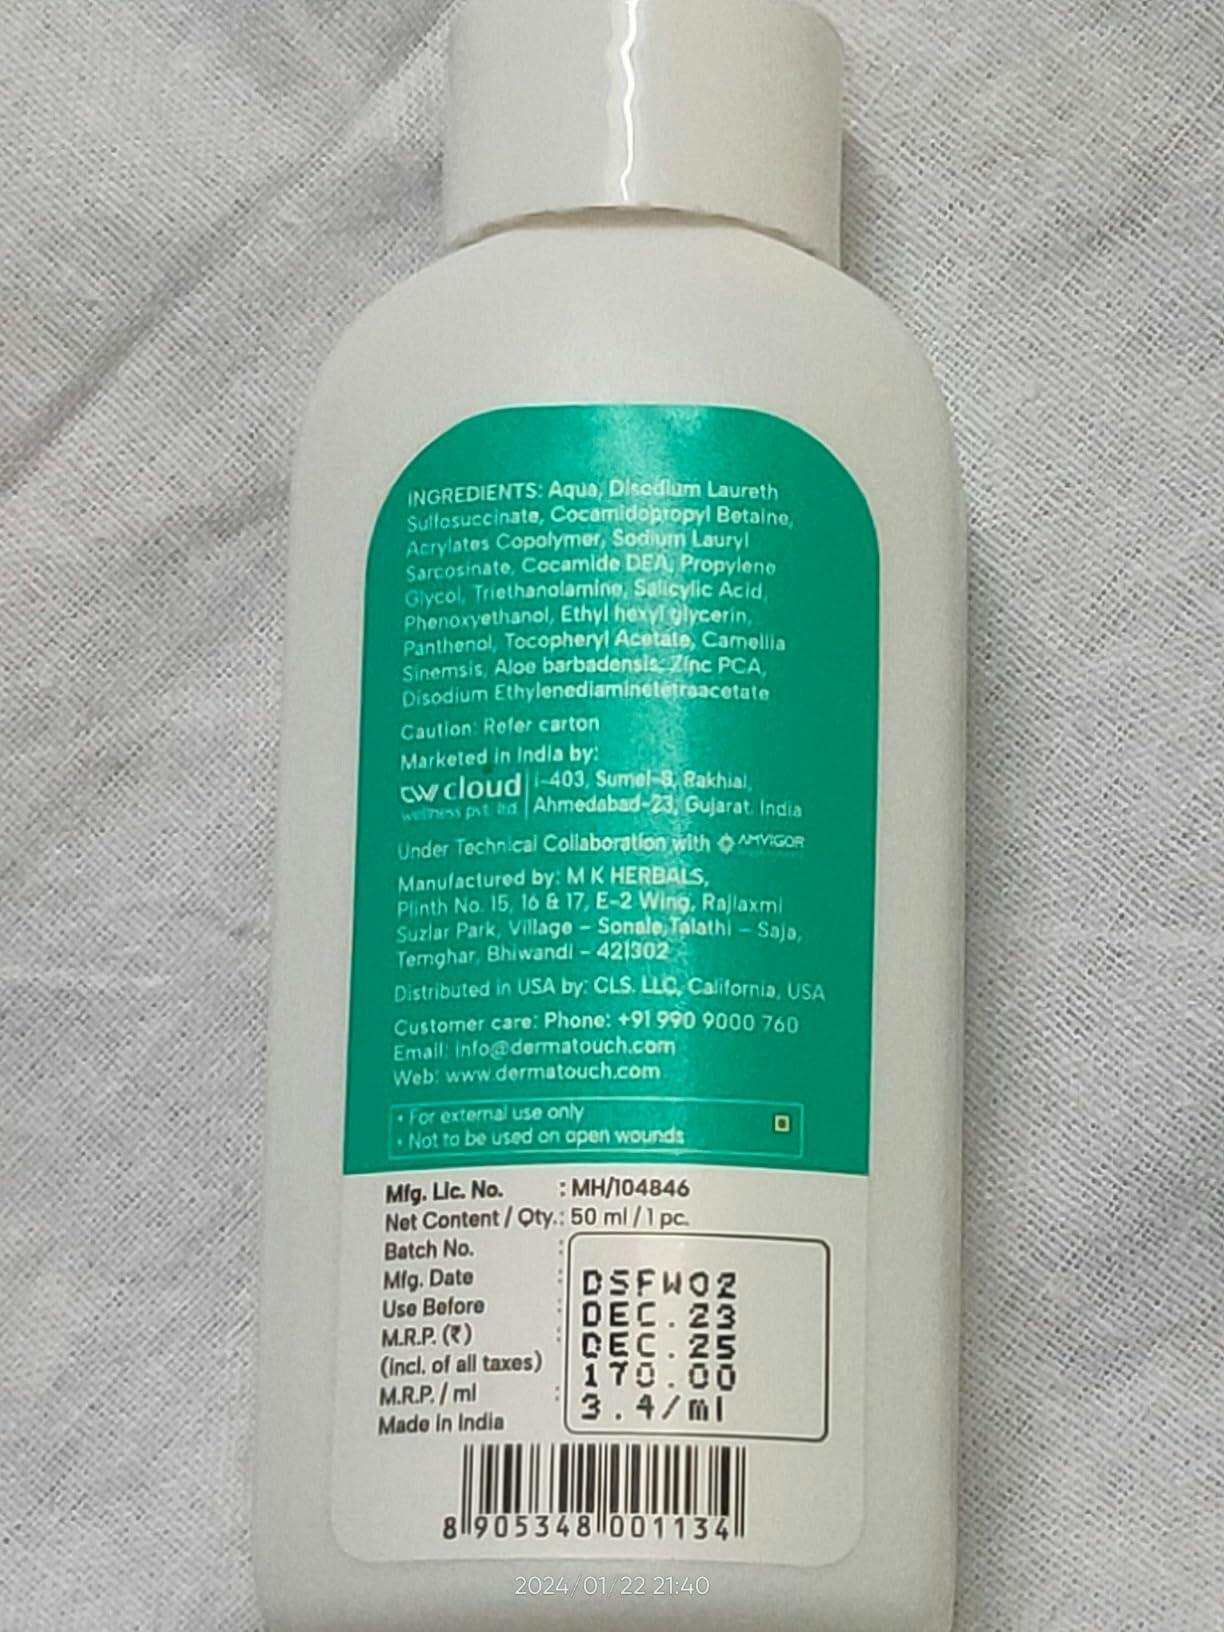 INGREDIENTS: Aqua, Disodium Laureth
Sulfosuccinate, Cocamidopropyl Betaine,
Acrylates Copolymer, Sodium Lauryl
Sarcosinate, Cocamide DEA, Propylene
Glycol, Triethanolamine, Salicylic Acid,
Phenoxyethanol, Ethyl hexyl glycerin,
Panthenol, Tocopheryl Acetate, Camellia
Sinemsis, Aloe barbadensis, Zinc PCA,
Disodium Ethylenediaminetetraacetate
Caution: Refer carton
Marketed in India by:
cw cloud
wellness pvt. ltd.
i-403, Sumel-8, Rakhial,
Ahmedabad-23, Gujarat. India
Under Technical Collaboration with AMVIGOR
Manufactured by: M K HERBALS,
Plinth No. 15, 16 & 17, E-2 Wing, Rajlaxmi
Suzlar Park, Village – Sonale,Talathi – Saja,
Temghar, Bhiwandi – 421302
Distributed in USA by: CLS. LLC, California, USA
Customer care: Phone: +91 990 9000 760
Email: info@dermatouch.com
Web: www.dermatouch.com
• For external use only
• Not to be used on open wounds
Mfg. Lic. No. : MH/104846
Net Content / Qty.: 50 ml / 1 pc.
Batch No. : DSFW02
Mfg. Date : DEC.23
Use Before : DEC.25
M.R.P. (₹) : 170.00
(Incl. of all taxes)
M.R.P. / ml : 3.4/ml
Made in India
8 905348 001134
2024/01/22 21:40